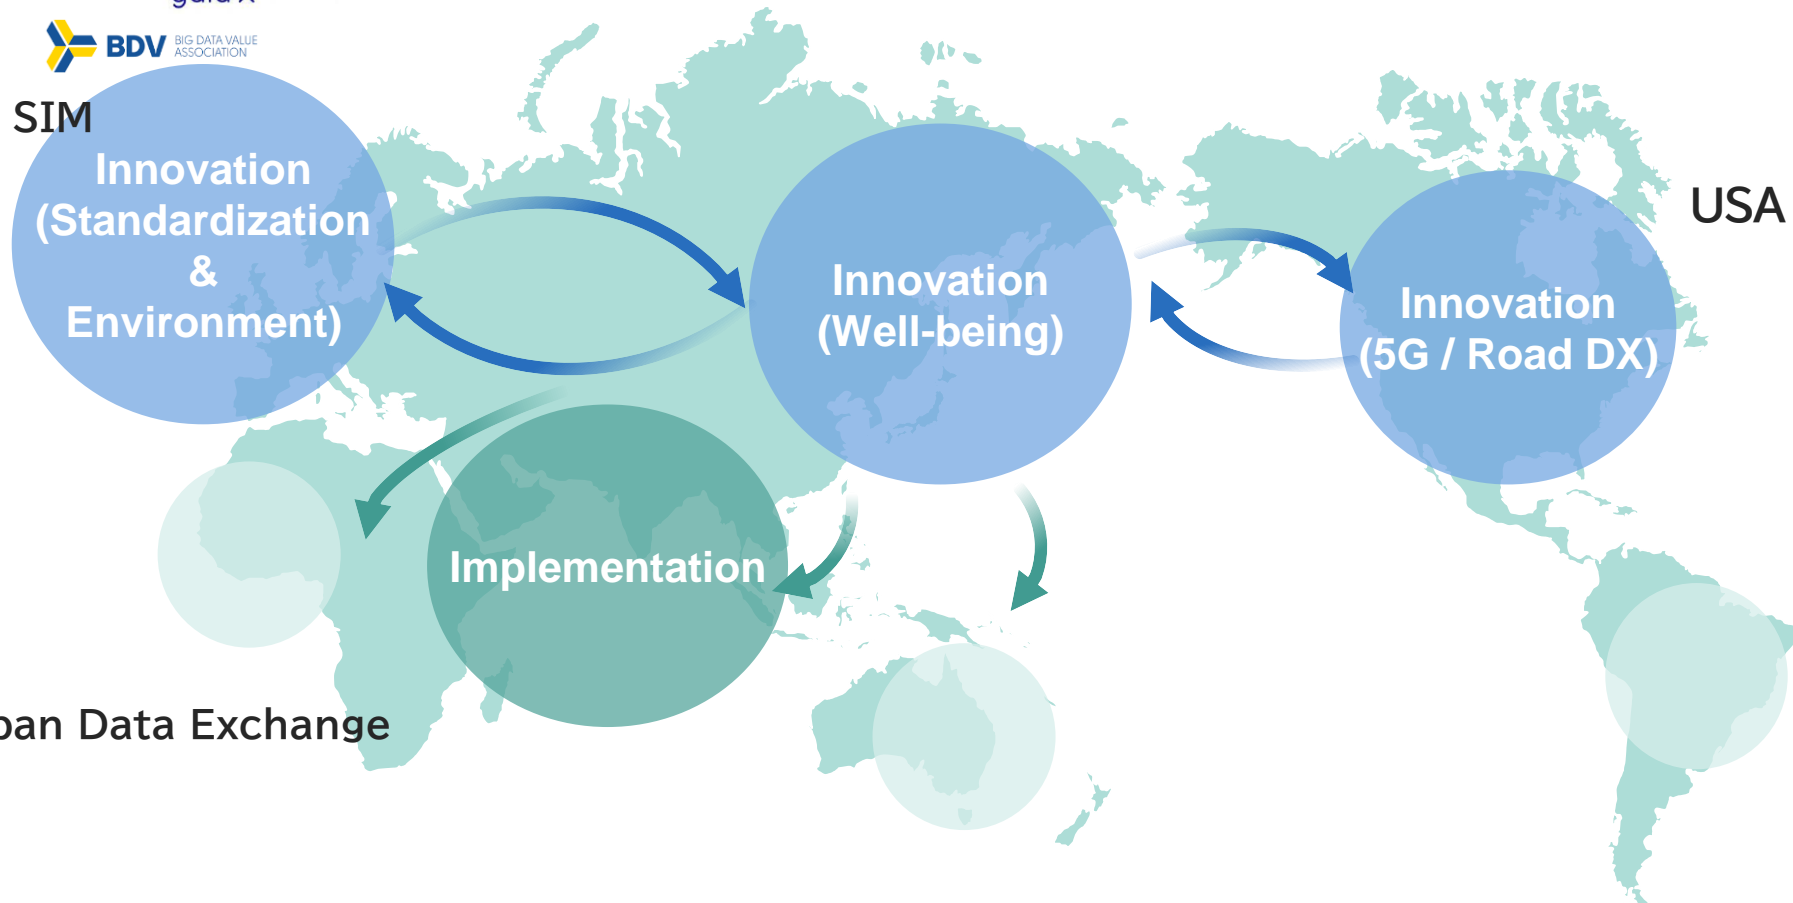 BDV BIG DATA VALUE
ASSOCIATION
SIM
Innovation
(Standardization
&
Environment)
Innovation
(Well-being)
USA
Innovation
(5G / Road DX)
Implementation
Data Exchange